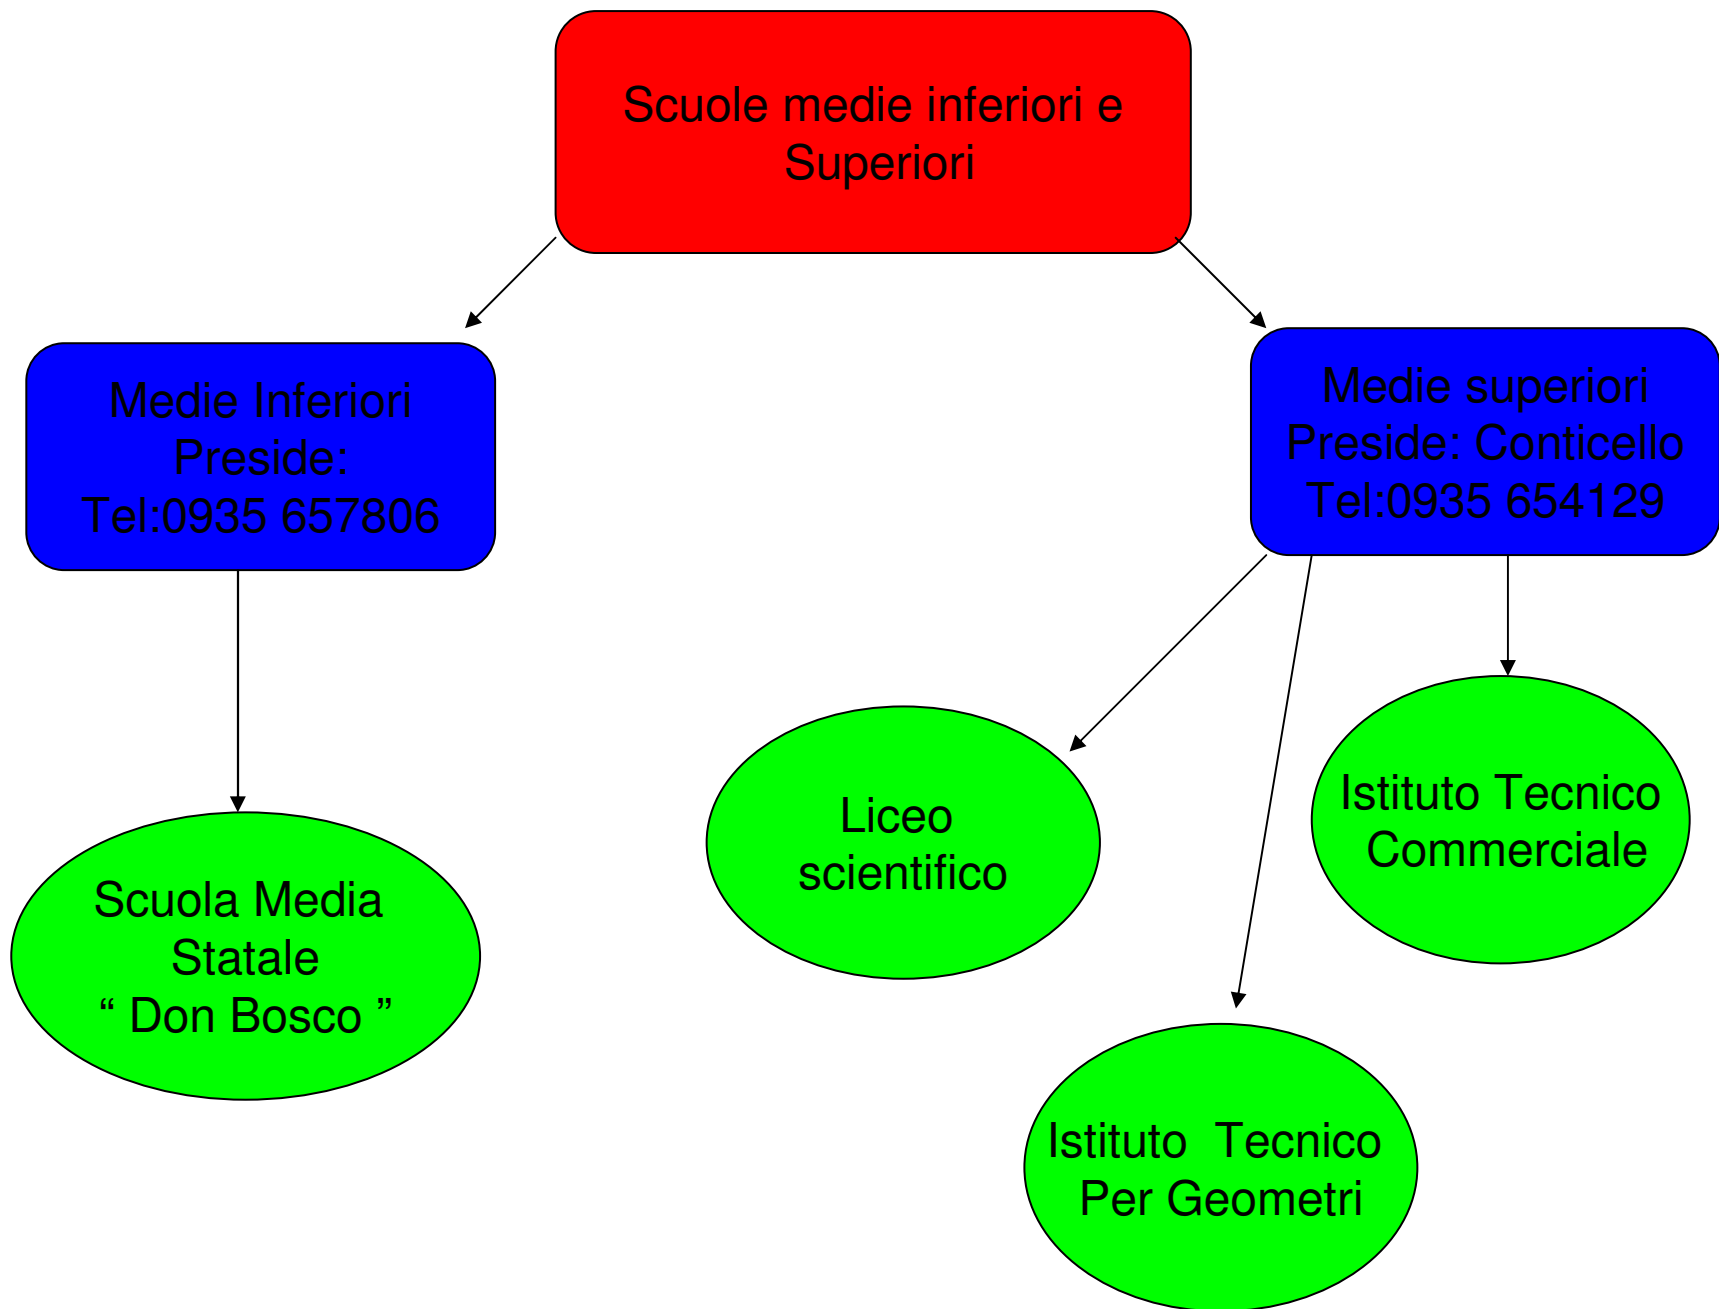 Scuole medie inferiori e
Superiori
Medie Inferiori
Preside:
Tel:0935 657806
Medie superiori
Preside: Conticello
Tel:0935 654129
Scuola Media
Statale
“ Don Bosco ”
Liceo
scientifico
Istituto Tecnico
Commerciale
Istituto  Tecnico
Per Geometri